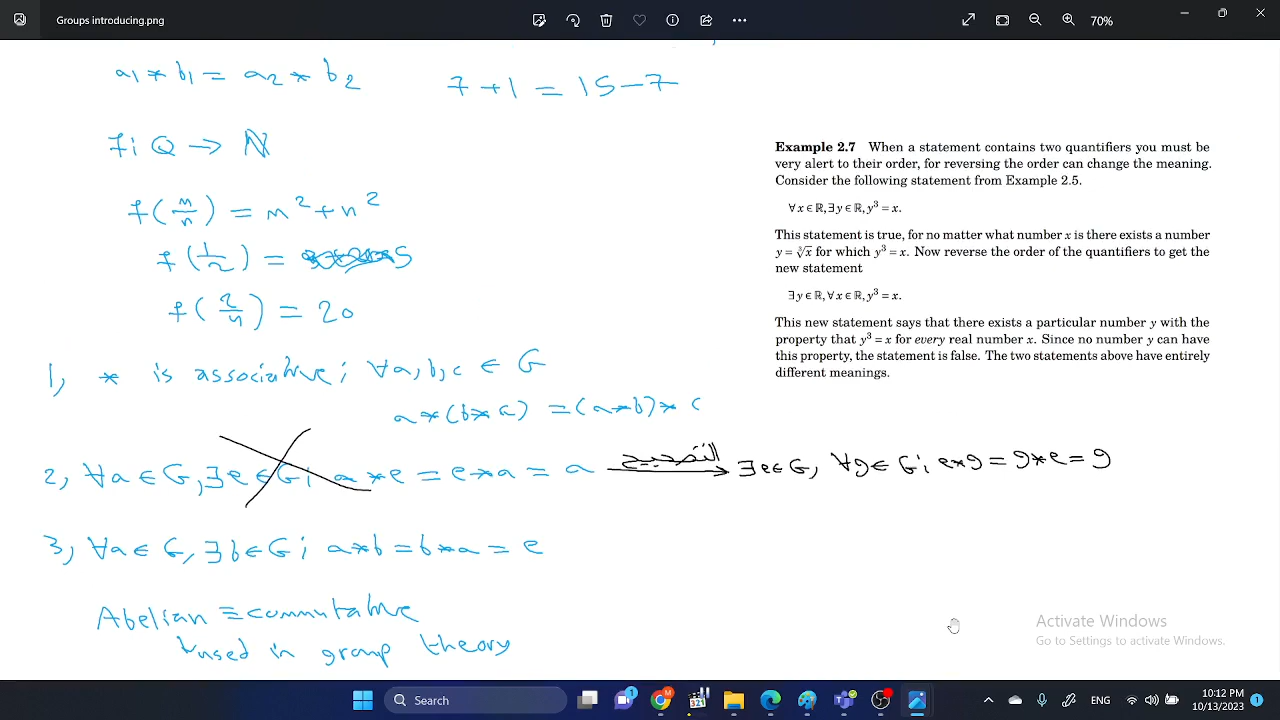 Groups introducing.png
70%
a₁ * b₁ = a₂ * b₂
7 + 1 = 15 − 7
f: Q → ℕ
f(m/n) = m² + n²
f(1/2) = 5
f(2/4) = 20
1, * is associative; ∀a, b, c ∈ G
a*(b*c) = (a*b)*c
2, ∀a ∈ G, ∃e ∈ G; a*e = e*a = a التصحيح ∃e∈G, ∀g∈G; e*g = g*e = g
3, ∀a ∈ G, ∃b ∈ G; a*b = b*a = e
Abelian ≡ commutative
used in group theory
Example 2.7 When a statement contains two quantifiers you must be
very alert to their order, for reversing the order can change the meaning.
Consider the following statement from Example 2.5.
∀x∈ℝ, ∃y∈ℝ, y³ = x.
This statement is true, for no matter what number x is there exists a number
y = ∛x for which y³ = x. Now reverse the order of the quantifiers to get the
new statement
∃y∈ℝ, ∀x∈ℝ, y³ = x.
This new statement says that there exists a particular number y with the
property that y³ = x for every real number x. Since no number y can have
this property, the statement is false. The two statements above have entirely
different meanings.
Activate Windows
Go to Settings to activate Windows.
Search
ENG
10:12 PM
10/13/2023